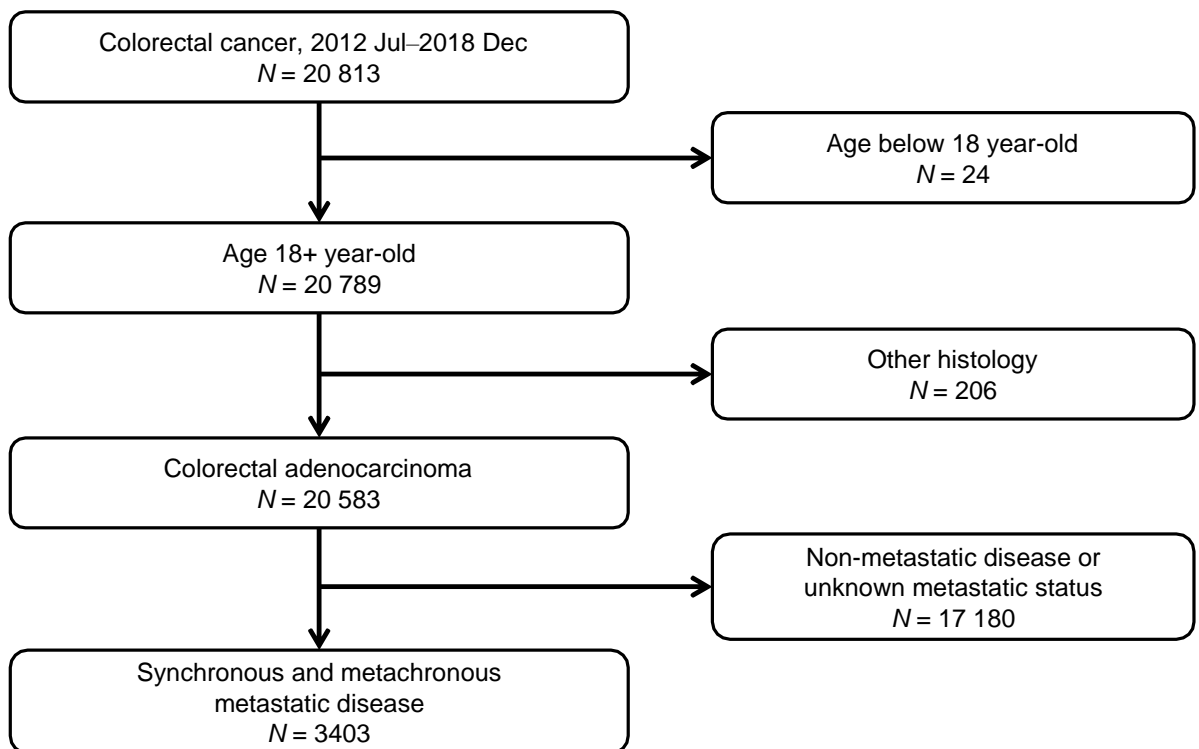 Colorectal cancer, 2012 Jul–2018 Dec
N = 20 813
Age below 18 year-old
N = 24
Age 18+ year-old
N = 20 789
Other histology
N = 206
Colorectal adenocarcinoma
N = 20 583
Non-metastatic disease or
unknown metastatic status
N = 17 180
Synchronous and metachronous
metastatic disease
N = 3403